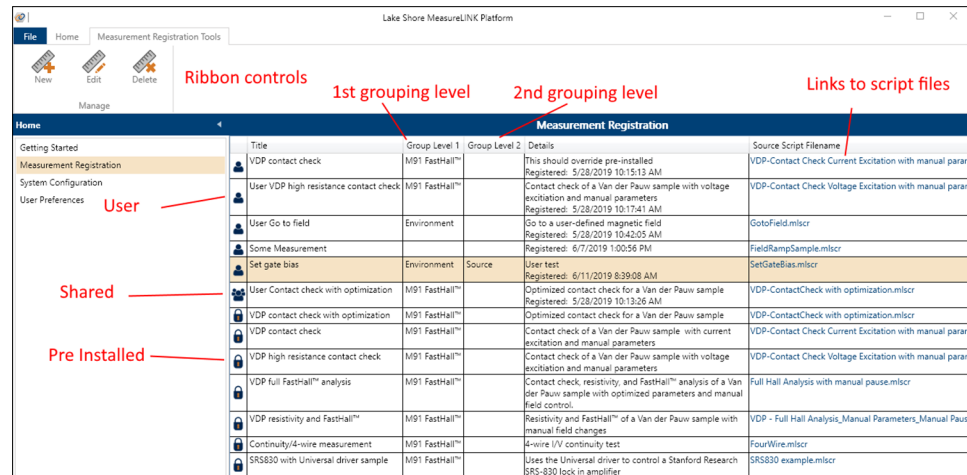 Lake Shore MeasureLINK Platform
File Home Measurement Registration Tools
New Edit Delete
Manage
Ribbon controls
1st grouping level
2nd grouping level
Links to script files
Home
Measurement Registration
Getting Started
Measurement Registration
System Configuration
User Preferences
User
Shared
Pre Installed
Title Group Level 1 Group Level 2 Details Source Script Filename
VDP contact check M91 FastHall™ This should override pre-installed VDP-Contact Check Current Excitation with manual param
Registered: 5/28/2019 10:15:13 AM
User VDP high resistance contact check M91 FastHall™ Contact check of a Van der Pauw sample with voltage VDP-Contact Check Voltage Excitation with manual param
excitiation and manual parameters
Registered: 5/28/2019 10:17:41 AM
User Go to field Environment Go to a user-defined magnetic field GotoField.mlscr
Registered: 5/28/2019 10:42:05 AM
Some Measurement Registered: 6/7/2019 1:00:56 PM FieldRampSample.mlscr
Set gate bias Environment Source User test SetGateBias.mlscr
Registered: 6/11/2019 8:39:08 AM
User Contact check with optimization M91 FastHall™ Optimized contact check for a Van der Pauw sample VDP-ContactCheck with optimization.mlscr
Registered: 5/28/2019 10:13:26 AM
VDP contact check with optimization M91 FastHall™ Optimized contact check for a Van der Pauw sample VDP-ContactCheck with optimization.mlscr
VDP contact check M91 FastHall™ Contact check of a Van der Pauw sample with current VDP-Contact Check Current Excitation with manual param
excitation and manual parameters
VDP high resistance contact check M91 FastHall™ Contact check of a Van der Pauw sample with voltage VDP-Contact Check Voltage Excitation with manual param
excitiation and manual parameters
VDP full FastHall™ analysis M91 FastHall™ Contact check, resistivity, and FastHall™ analysis of a Van Full Hall Analysis with manual pause.mlscr
der Pauw sample with optimized parameters and manual
field control.
VDP resistivity and FastHall™ M91 FastHall™ Resistivity and FastHall™ of a Van der Pauw sample with VDP - Full Hall Analysis_Manual Parameters_Manual Paus
manual field changes
Continuity/4-wire measurement M91 FastHall™ 4-wire I/V continuity test FourWire.mlscr
SRS830 with Universal driver sample M91 FastHall™ Uses the Universal driver to control a Stanford Research SRS830 example.mlscr
SRS-830 lock in amplifier